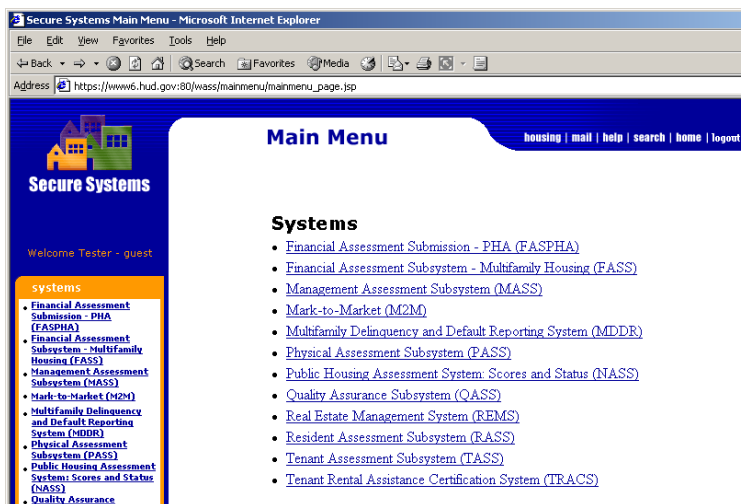 Secure Systems Main Menu - Microsoft Internet Explorer
File Edit View Favorites Tools Help
Back Search Favorites Media
Address https://www6.hud.gov:80/wass/mainmenu/mainmenu_page.jsp
Main Menu
housing | mail | help | search | home | logout
Secure Systems
Welcome Tester - guest
systems
Financial Assessment
Submission - PHA
(FASPHA)
Financial Assessment
Subsystem - Multifamily
Housing (FASS)
Management Assessment
Subsystem (MASS)
Mark-to-Market (M2M)
Multifamily Delinquency
and Default Reporting
System (MDDR)
Physical Assessment
Subsystem (PASS)
Public Housing Assessment
System: Scores and Status
(NASS)
Quality Assurance
Systems
Financial Assessment Submission - PHA (FASPHA)
Financial Assessment Subsystem - Multifamily Housing (FASS)
Management Assessment Subsystem (MASS)
Mark-to-Market (M2M)
Multifamily Delinquency and Default Reporting System (MDDR)
Physical Assessment Subsystem (PASS)
Public Housing Assessment System: Scores and Status (NASS)
Quality Assurance Subsystem (QASS)
Real Estate Management System (REMS)
Resident Assessment Subsystem (RASS)
Tenant Assessment Subsystem (TASS)
Tenant Rental Assistance Certification System (TRACS)